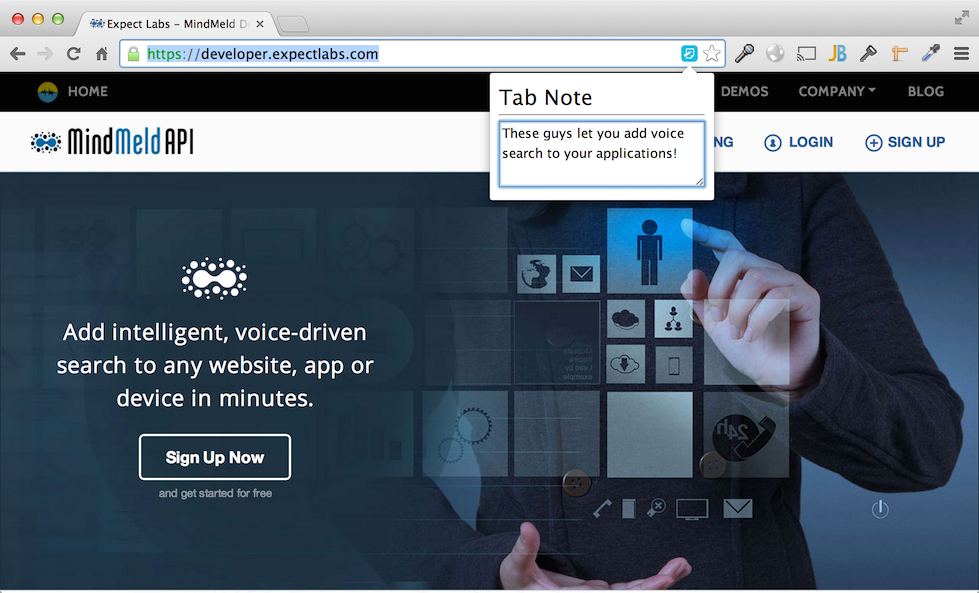 Expect Labs – MindMeld D
https://developer.expectlabs.com
JB
HOME
DEMOS
COMPANY
BLOG
Tab Note
These guys let you add voice
search to your applications!
MindMeld API
NG
LOGIN
SIGN UP
Add intelligent, voice-driven
search to any website, app or
device in minutes.
Sign Up Now
and get started for free
24h